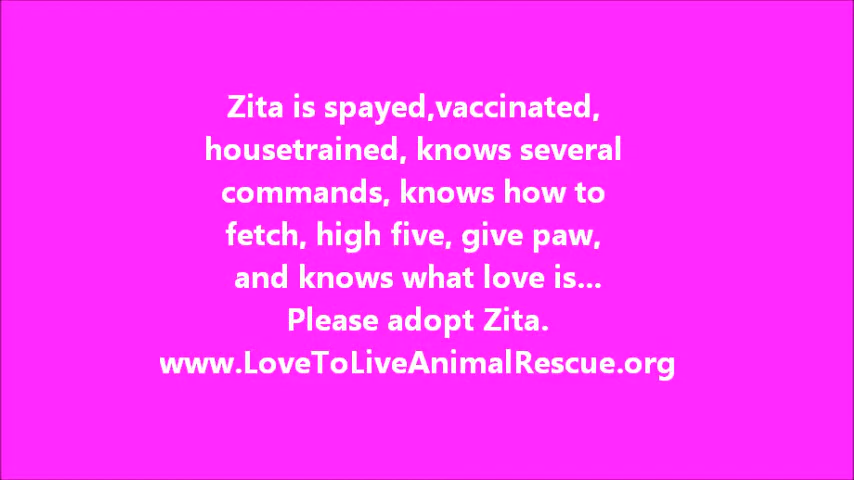 Zita is spayed,vaccinated,
housetrained, knows several
commands, knows how to
fetch, high five, give paw,
and knows what love is...
Please adopt Zita.
www.LoveToLiveAnimalRescue.org